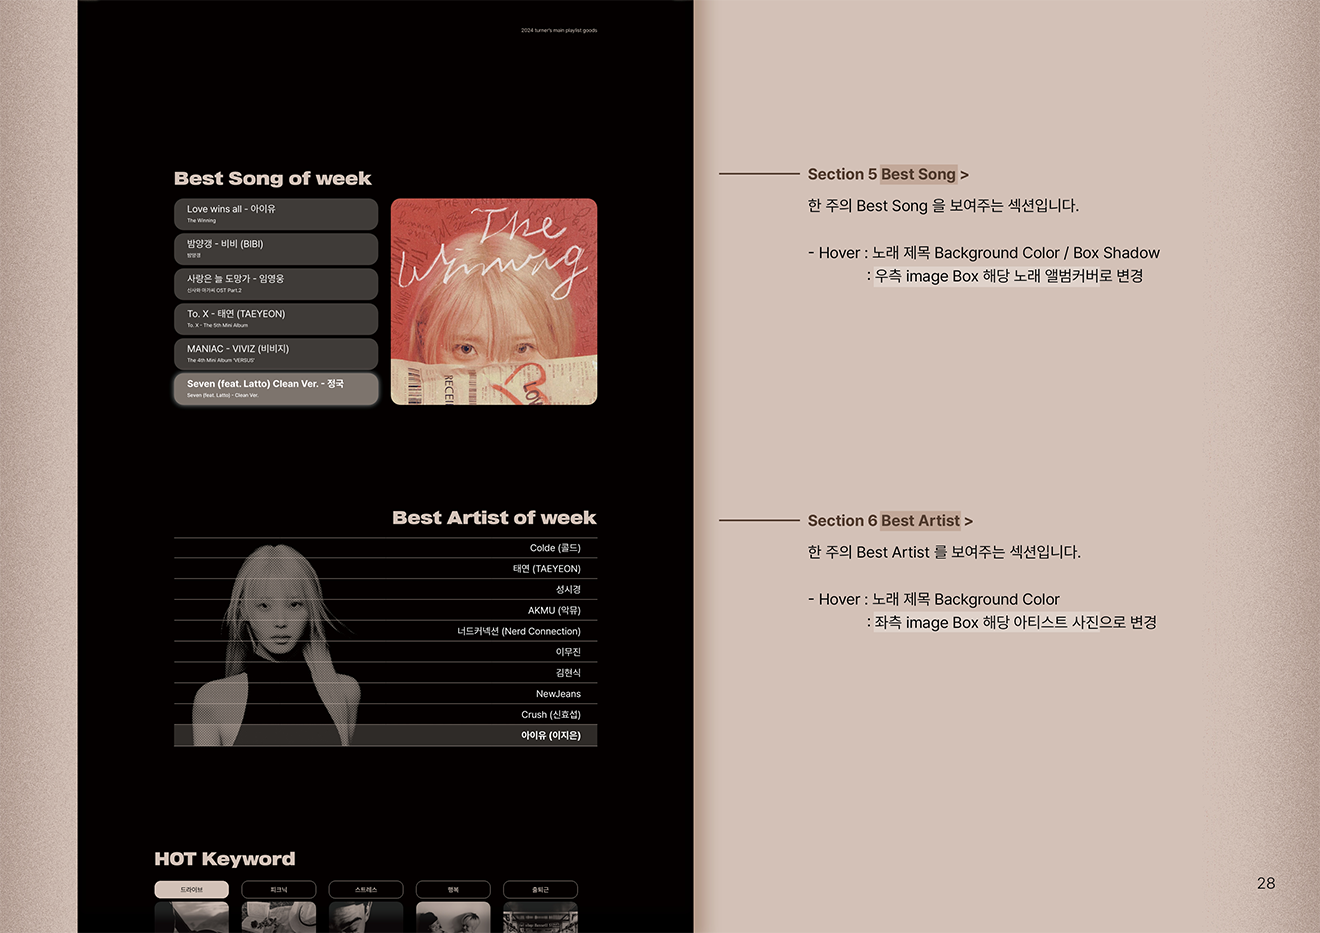 2024 turner's main playlist goods
Best Song of week
Love wins all - 아이유
The Winning
밤양갱 - 비비 (BIBI)
밤양갱
사랑은 늘 도망가 - 임영웅
신사와 아가씨 OST Part.2
To. X - 태연 (TAEYEON)
To. X - The 5th Mini Album
MANIAC - VIVIZ (비비지)
The 4th Mini Album 'VERSUS'
Seven (feat. Latto) Clean Ver. - 정국
Seven (feat. Latto) - Clean Ver.
The
Winning
Best Artist of week
Colde (콜드)
태연 (TAEYEON)
성시경
AKMU (악뮤)
너드커넥션 (Nerd Connection)
이무진
김현식
NewJeans
Crush (신효섭)
아이유 (이지은)
HOT Keyword
드라이브
피크닉
스트레스
행복
출퇴근
Section 5 Best Song >
한 주의 Best Song 을 보여주는 섹션입니다.
- Hover : 노래 제목 Background Color / Box Shadow
: 우측 image Box 해당 노래 앨범커버로 변경
Section 6 Best Artist >
한 주의 Best Artist 를 보여주는 섹션입니다.
- Hover : 노래 제목 Background Color
: 좌측 image Box 해당 아티스트 사진으로 변경
28